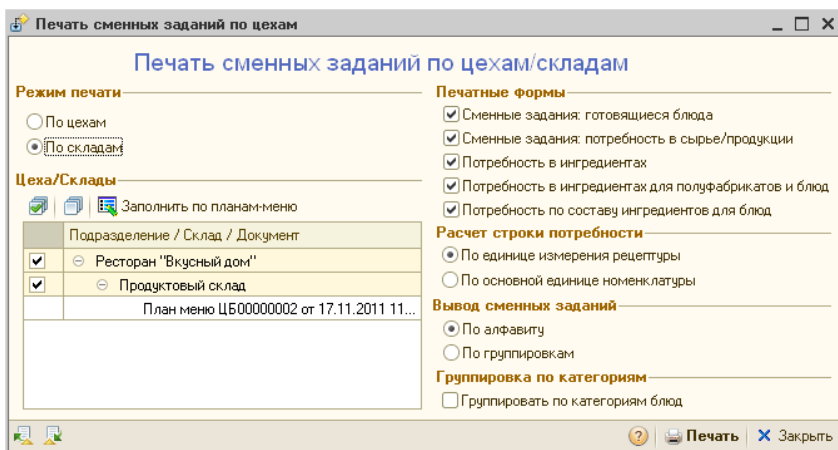 Печать сменных заданий по цехам
Печать сменных заданий по цехам/складам
Режим печати
По цехам
По складам
Цеха/Склады
Заполнить по планам-меню
Подразделение / Склад / Документ
Ресторан "Вкусный дом"
Продуктовый склад
План меню ЦБ00000002 от 17.11.2011 11...
Печатные формы
Сменные задания: готовящиеся блюда
Сменные задания: потребность в сырье/продукции
Потребность в ингредиентах
Потребность в ингредиентах для полуфабрикатов и блюд
Потребность по составу ингредиентов для блюд
Расчет строки потребности
По единице измерения рецептуры
По основной единице номенклатуры
Вывод сменных заданий
По алфавиту
По группировкам
Группировка по категориям
Группировать по категориям блюд
? Печать Закрыть